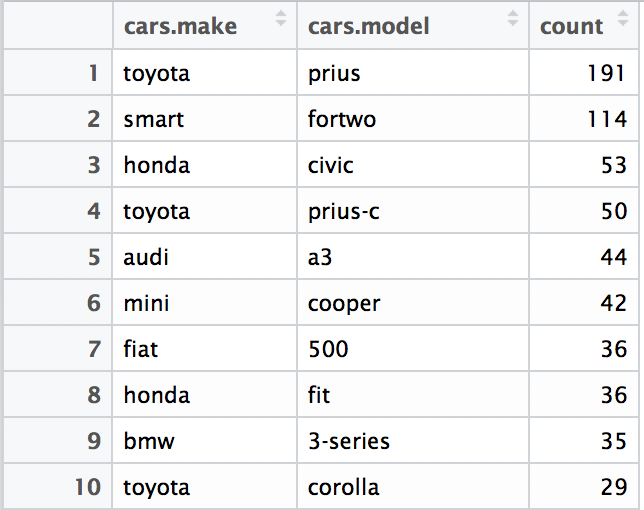 cars.make cars.model count
1 toyota prius 191
2 smart fortwo 114
3 honda civic 53
4 toyota prius-c 50
5 audi a3 44
6 mini cooper 42
7 fiat 500 36
8 honda fit 36
9 bmw 3-series 35
10 toyota corolla 29